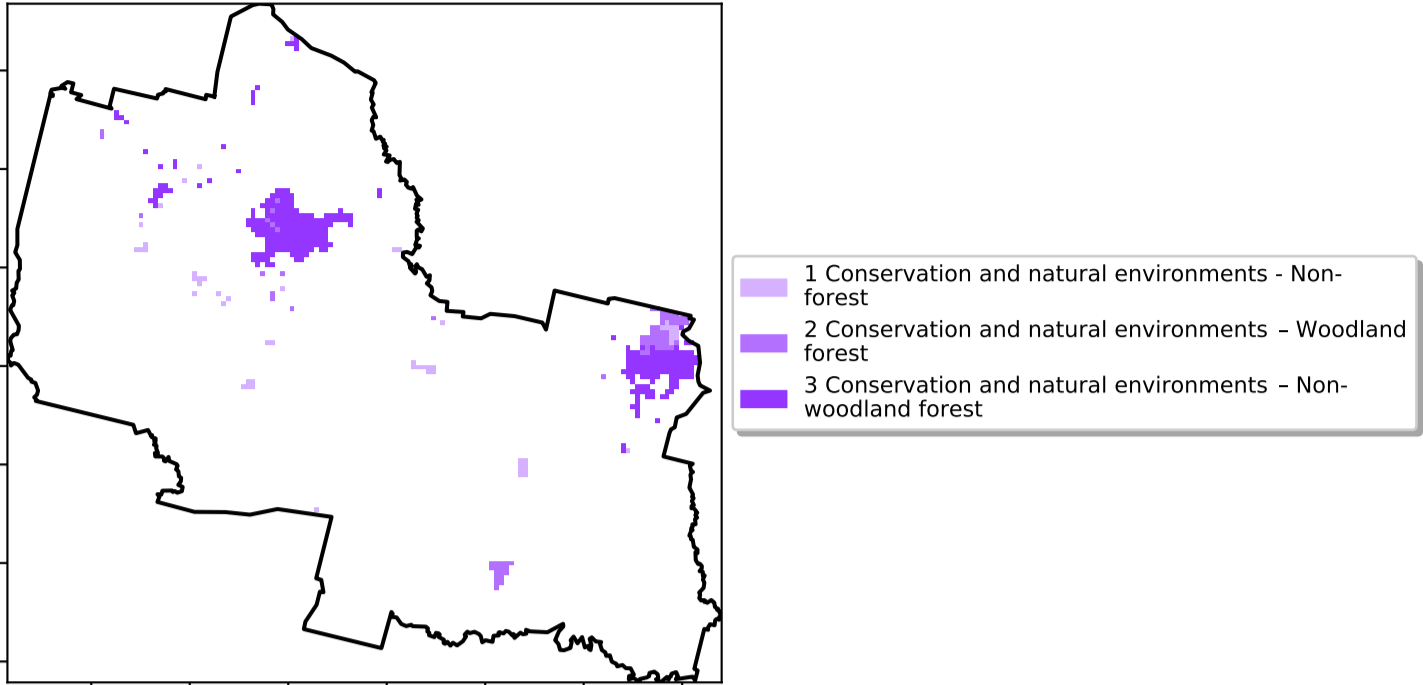 1 Conservation and natural environments - Non-
forest
2 Conservation and natural environments – Woodland
forest
3 Conservation and natural environments – Non-
woodland forest